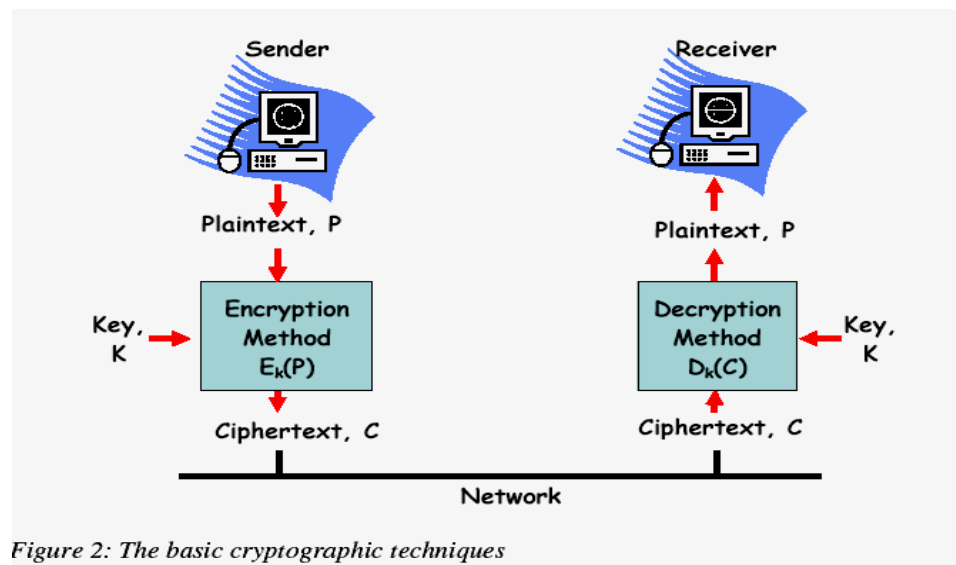 Sender
Receiver
Plaintext, P
Plaintext, P
Key,
K
Encryption
Method
Eₖ(P)
Decryption
Method
Dₖ(C)
Key,
K
Ciphertext, C
Ciphertext, C
Network
Figure 2: The basic cryptographic techniques